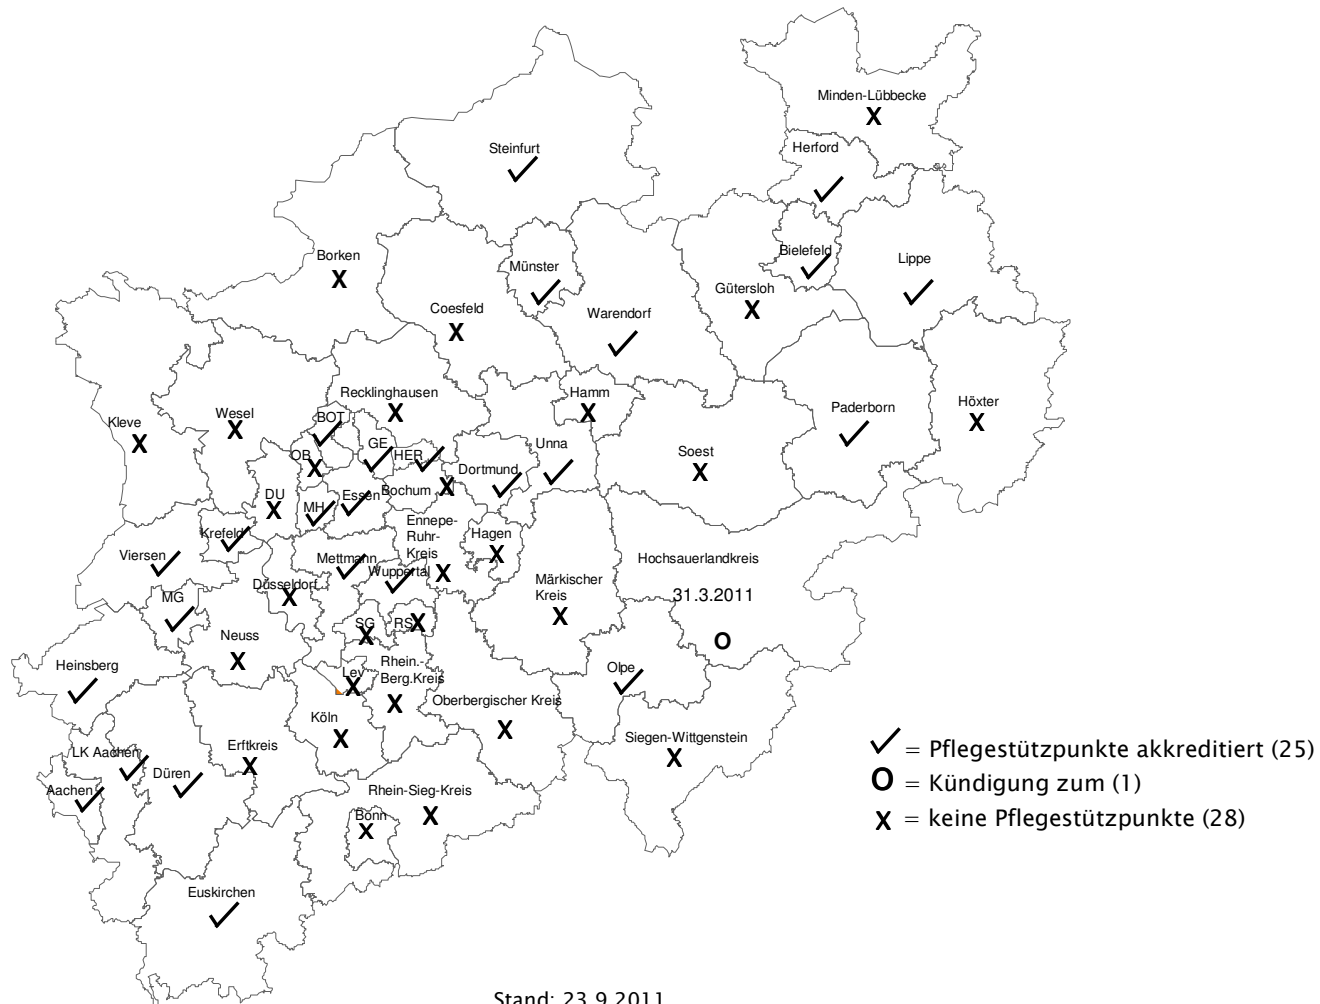 Minden-Lübbecke
X
Herford
Steinfurt
Bielefeld
Lippe
Borken
X
Münster
Gütersloh
X
Coesfeld
X
Warendorf
Recklinghausen
X
Hamm
X
Paderborn
Höxter
X
Kleve
X
Wesel
X
BOT
GE
HER
OB
X
Dortmund
Unna
Soest
X
DU
X
MH
Essen
Bochum
X
Krefeld
Ennepe-
Ruhr-
Kreis
X
Hagen
X
Viersen
Mettmann
Wuppertal
Hochsauerlandkreis
31.3.2011
O
Düsseldorf
X
Märkischer
Kreis
X
MG
Neuss
X
SG
X
RS
X
Heinsberg
Lev
X
Rhein.-
Berg.Kreis
X
Olpe
Oberbergischer Kreis
X
Köln
X
Siegen-Wittgenstein
X
LK Aachen
Düren
Erftkreis
X
Aachen
Rhein-Sieg-Kreis
X
Bonn
X
Euskirchen
✓ = Pflegestützpunkte akkreditiert (25)
O = Kündigung zum (1)
X = keine Pflegestützpunkte (28)
Stand: 23.9.2011